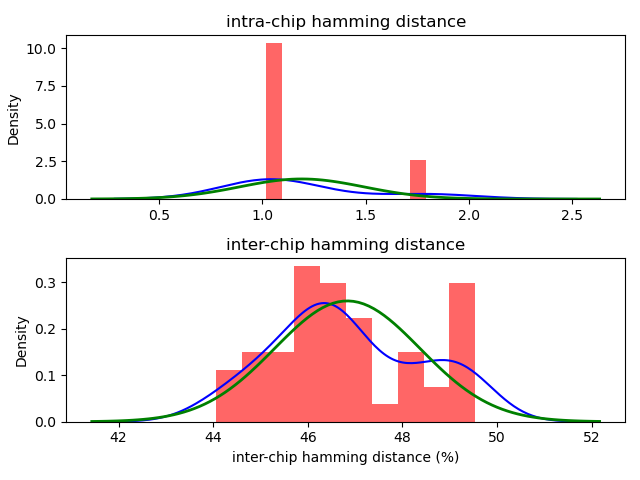 intra-chip hamming distance
Density
10.0
7.5
5.0
2.5
0.0
0.5 1.0 1.5 2.0 2.5
inter-chip hamming distance
Density
0.3
0.2
0.1
0.0
42 44 46 48 50 52
inter-chip hamming distance (%)